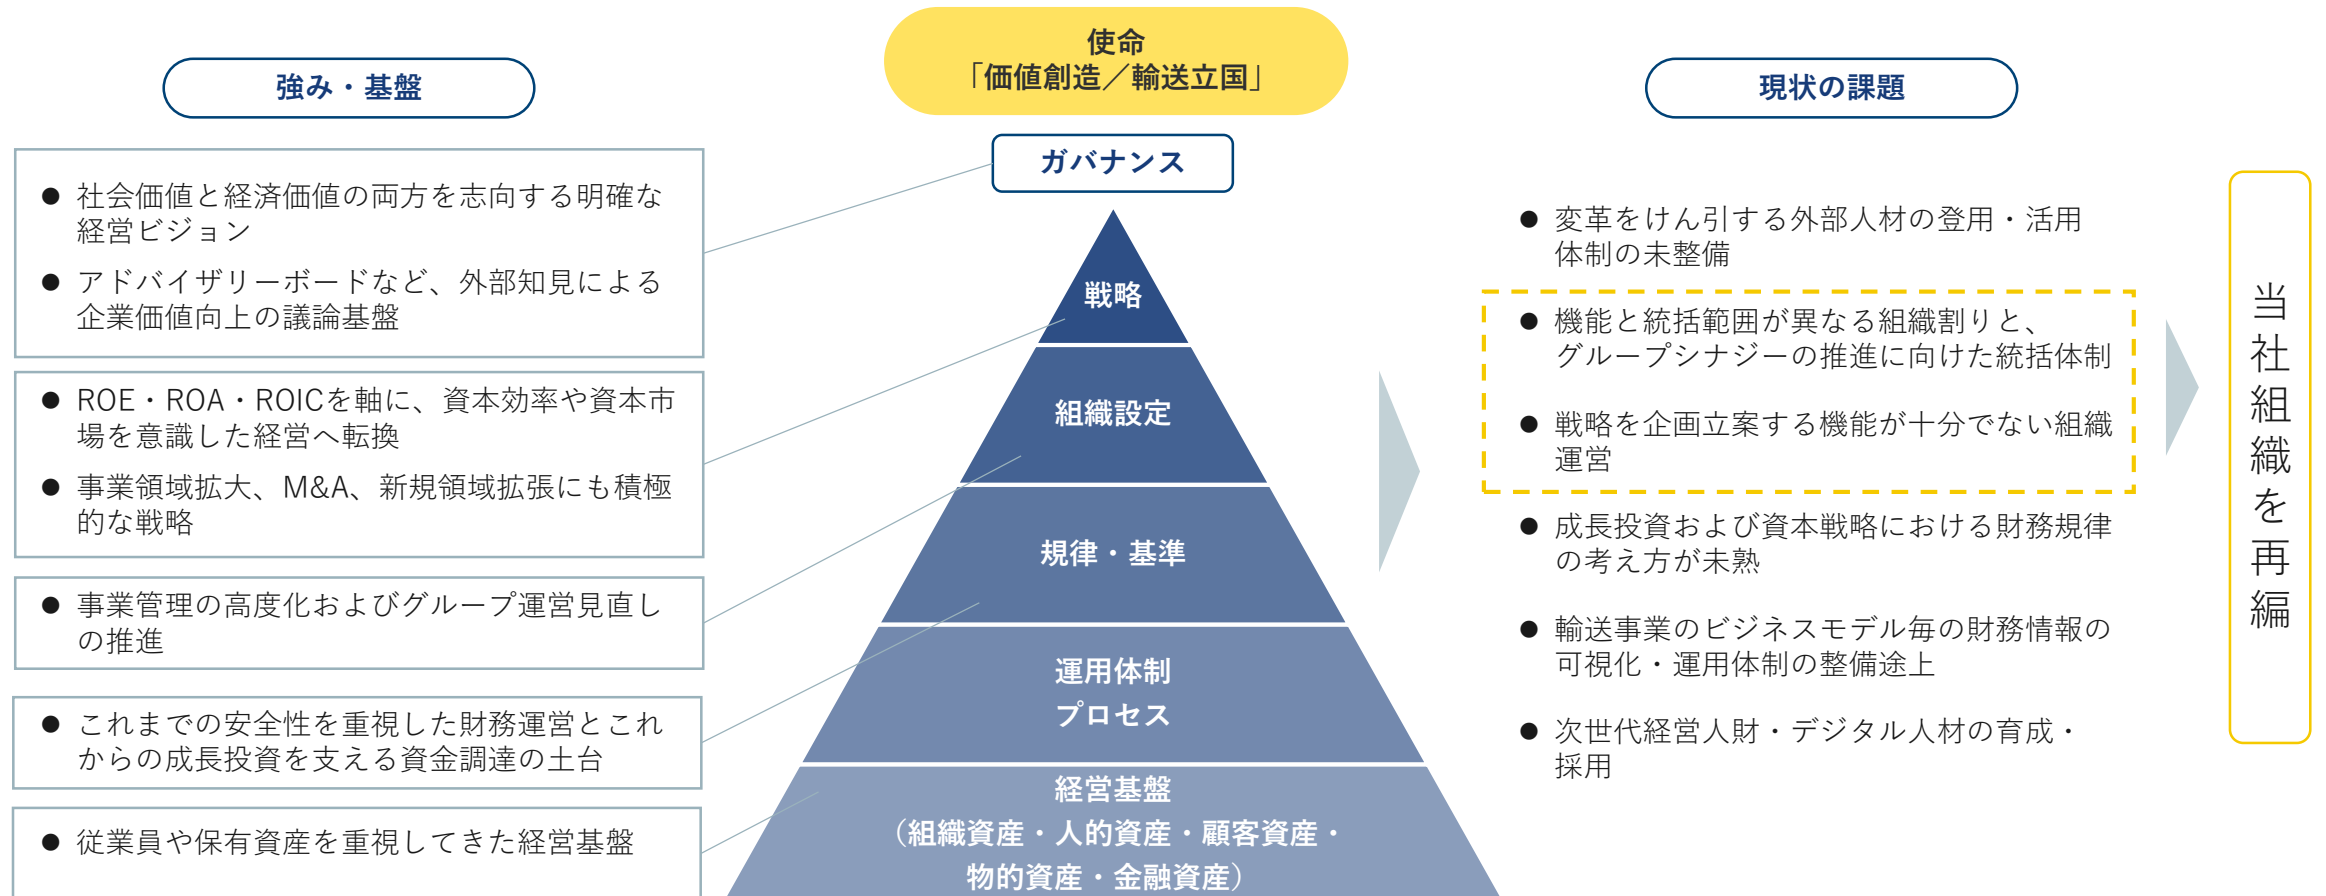 使命
「価値創造／輸送立国」
強み・基盤
● 社会価値と経済価値の両方を志向する明確な
経営ビジョン
● アドバイザリーボードなど、外部知見による
企業価値向上の議論基盤
● ROE・ROA・ROICを軸に、資本効率や資本市
場を意識した経営へ転換
● 事業領域拡大、M&A、新規領域拡張にも積極
的な戦略
● 事業管理の高度化およびグループ運営見直し
の推進
● これまでの安全性を重視した財務運営とこれ
からの成長投資を支える資金調達の土台
● 従業員や保有資産を重視してきた経営基盤
ガバナンス
戦略
組織設定
規律・基準
運用体制
プロセス
経営基盤
（組織資産・人的資産・顧客資産・
物的資産・金融資産）
現状の課題
● 変革をけん引する外部人材の登用・活用
体制の未整備
● 機能と統括範囲が異なる組織割りと、
グループシナジーの推進に向けた統括体制
● 戦略を企画立案する機能が十分でない組織
運営
● 成長投資および資本戦略における財務規律
の考え方が未熟
● 輸送事業のビジネスモデル毎の財務情報の
可視化・運用体制の整備途上
● 次世代経営人財・デジタル人材の育成・
採用
当社組織を再編